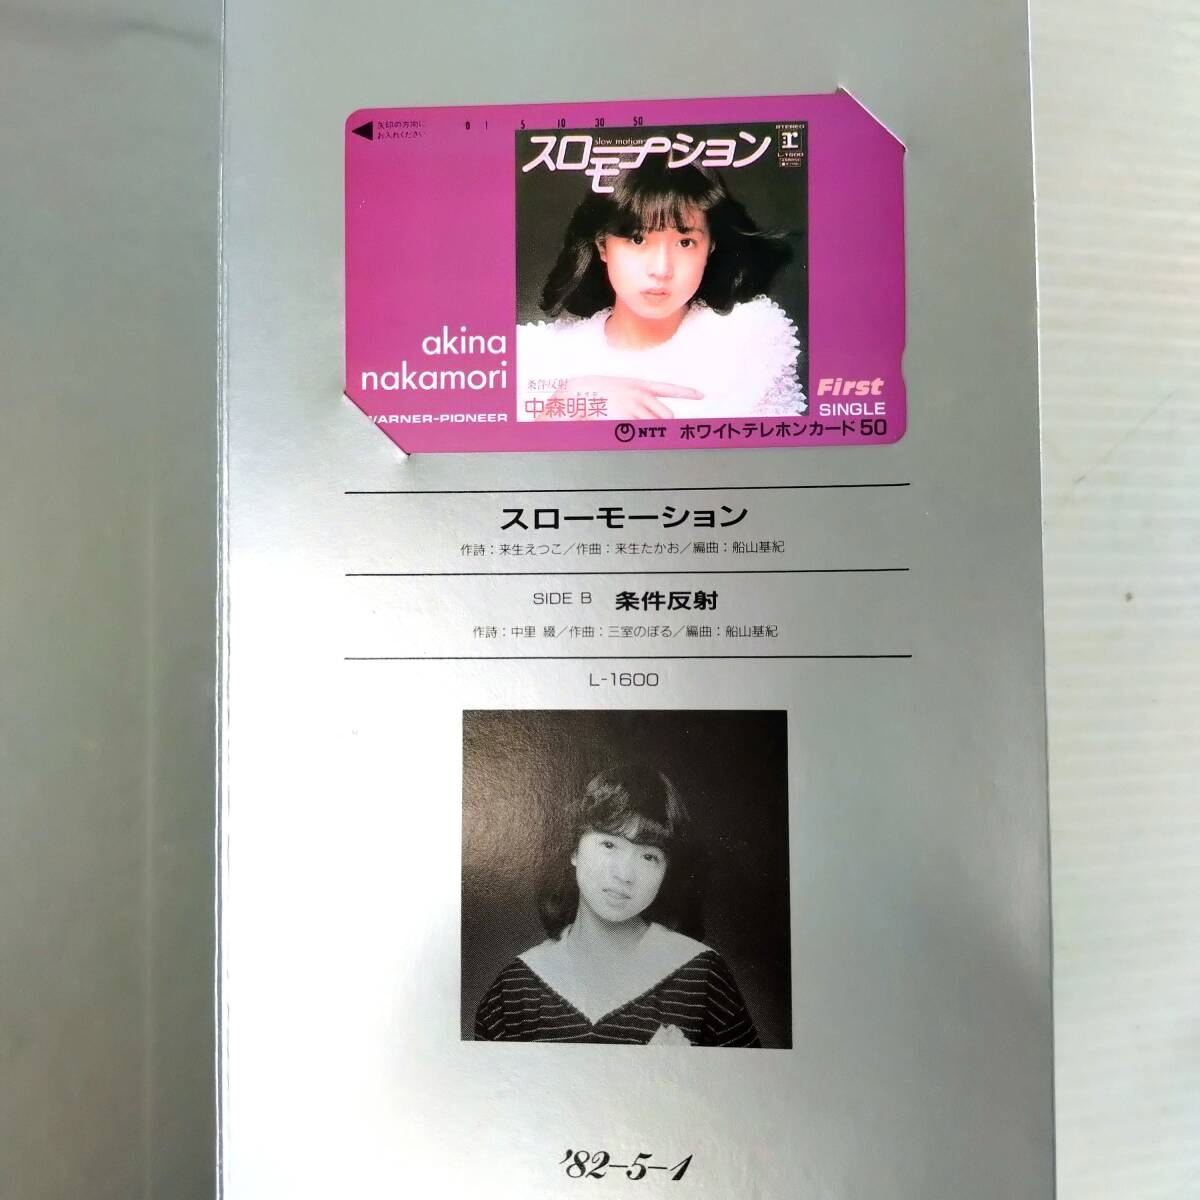 矢印の方向に
お入れください
0 1 5 10 30 50
スローモーション
slow motion
STEREO
r
L-1600
akina
nakamori
条件反射
中森明菜
First
SINGLE
WARNER-PIONEER
NTT ホワイトテレホンカード50
スローモーション
作詩：来生えつこ／作曲：来生たかお／編曲：船山基紀
SIDE B 条件反射
作詩：中里 綴／作曲：三室のぼる／編曲：船山基紀
L-1600
'82-5-1